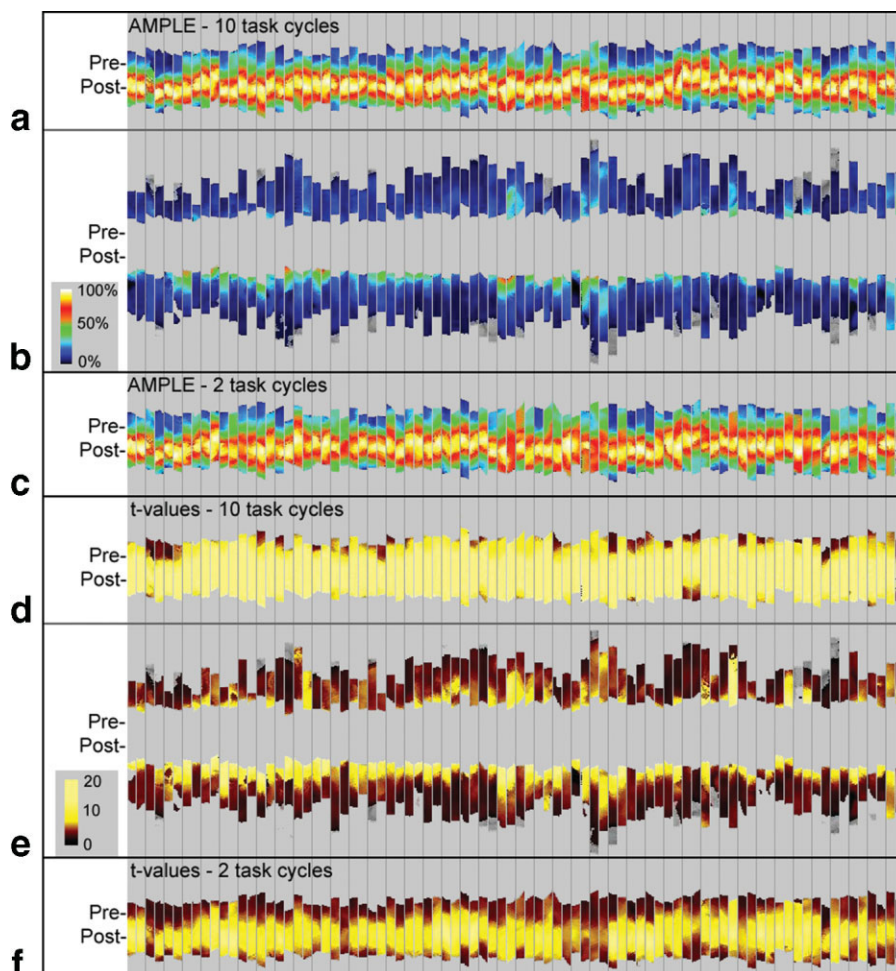 AMPLE - 10 task cycles
Pre-
Post-
a
Pre-
Post-
100%
50%
0%
b
AMPLE - 2 task cycles
Pre-
Post-
c
t-values - 10 task cycles
Pre-
Post-
d
Pre-
Post-
20
10
0
e
t-values - 2 task cycles
Pre-
Post-
f